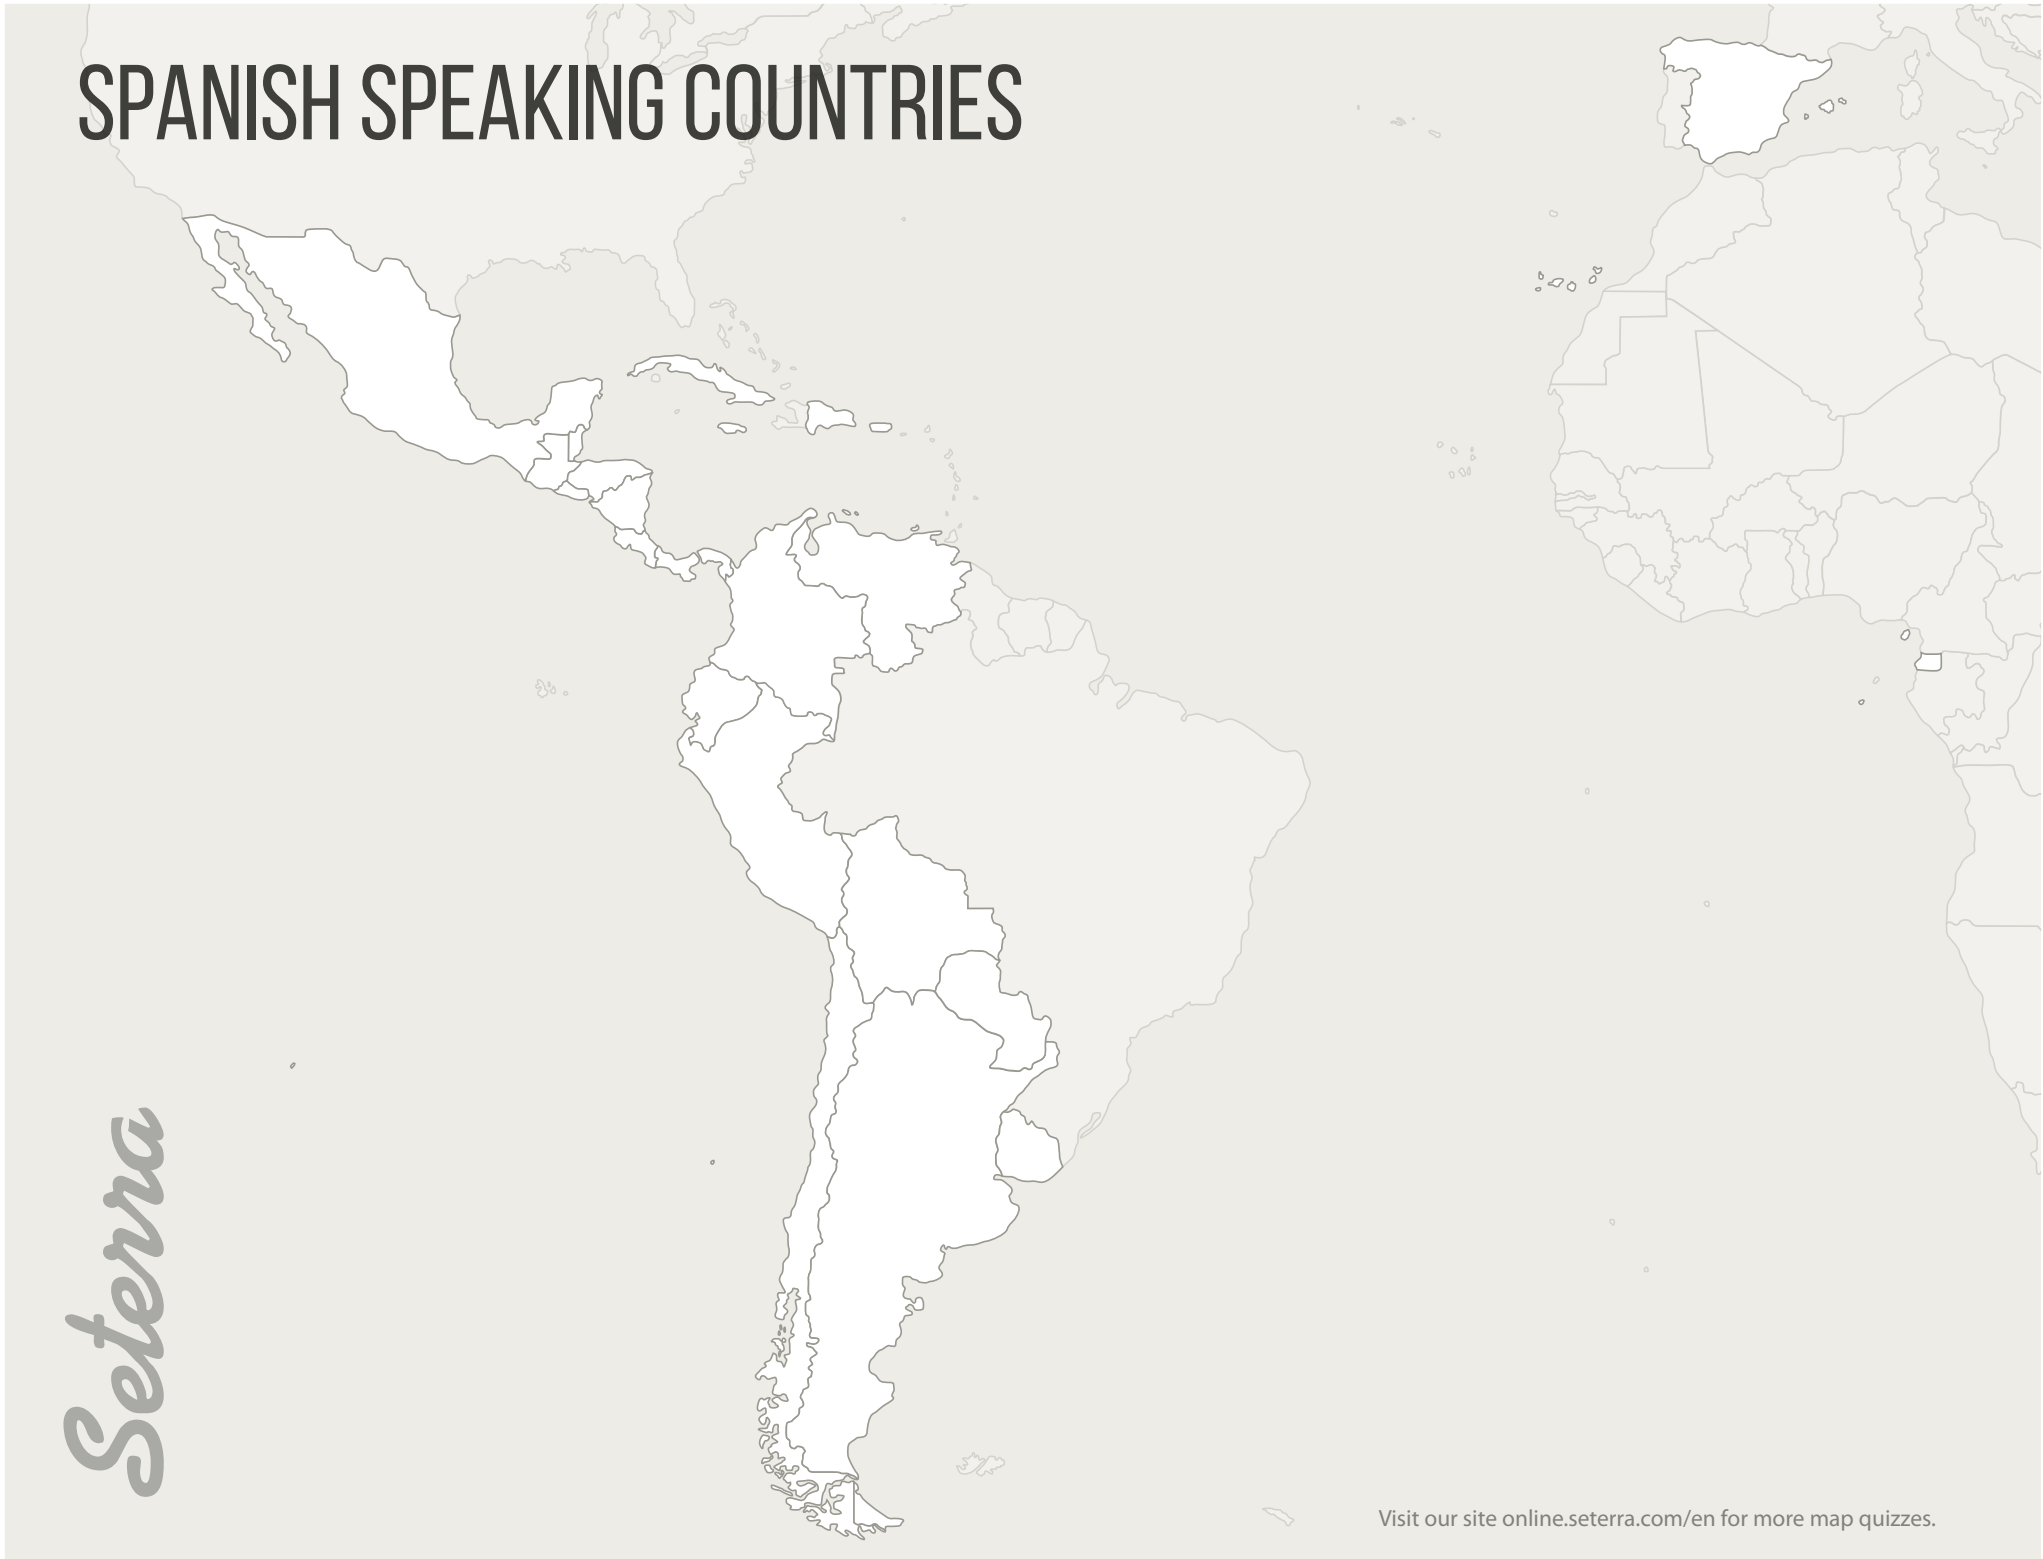 SPANISH SPEAKING COUNTRIES
Seterra
Visit our site online.seterra.com/en for more map quizzes.